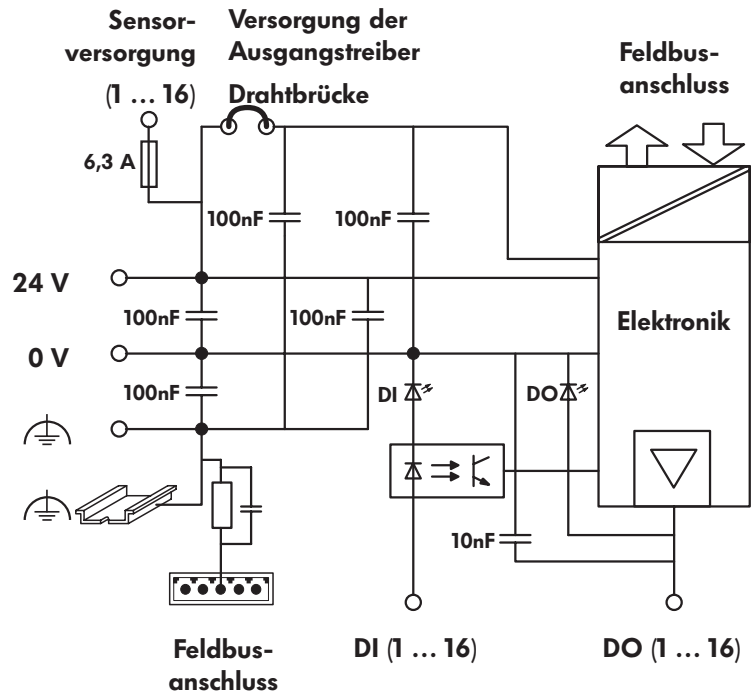 Sensor-
versorgung
(1 ... 16)
Versorgung der
Ausgangstreiber
Drahtbrücke
Feldbus-
anschluss
6,3 A
100nF
100nF
24 V
100nF
100nF
Elektronik
0 V
100nF
DI
DO
10nF
Feldbus-
anschluss
DI (1 ... 16)
DO (1 ... 16)